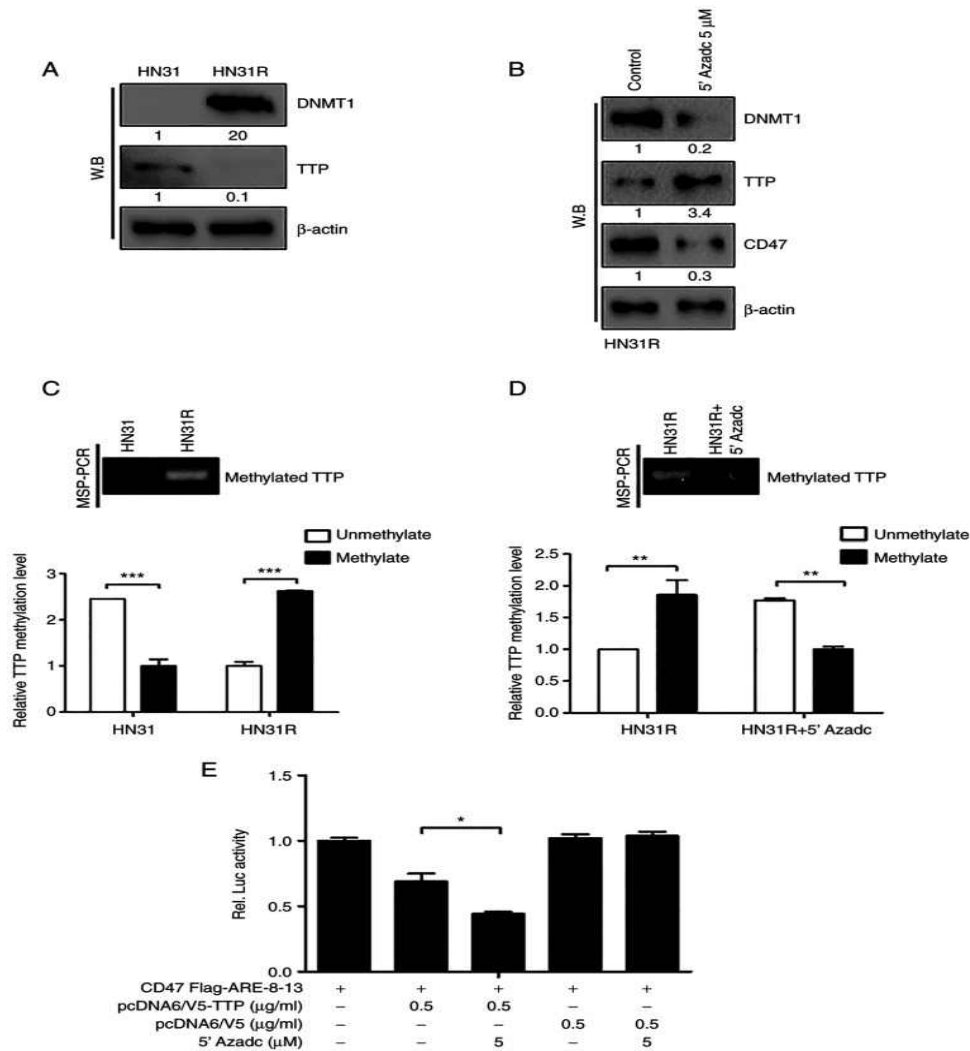 A
HN31 HN31R
W.B
DNMT1
1 20
TTP
1 0.1
β-actin
B
Control
5' Azadc 5 μM
W.B
DNMT1
1 0.2
TTP
1 3.4
CD47
1 0.3
β-actin
HN31R
C
HN31
HN31R
MSP-PCR
Methylated TTP
Unmethylate
Methylate
Relative TTP methylation level
3
2
1
0
***
***
HN31 HN31R
D
HN31R
HN31R+
5' Azadc
MSP-PCR
Methylated TTP
Unmethylate
Methylate
Relative TTP methylation level
2.5
2.0
1.5
1.0
0.5
0.0
**
**
HN31R HN31R+5' Azadc
E
Rel. Luc activity
1.5
1.0
0.5
0.0
*
CD47 Flag-ARE-8-13 + + + + +
pcDNA6/V5-TTP (μg/ml) – 0.5 0.5 – –
pcDNA6/V5 (μg/ml) – – – 0.5 0.5
5' Azadc (μM) – – 5 – 5